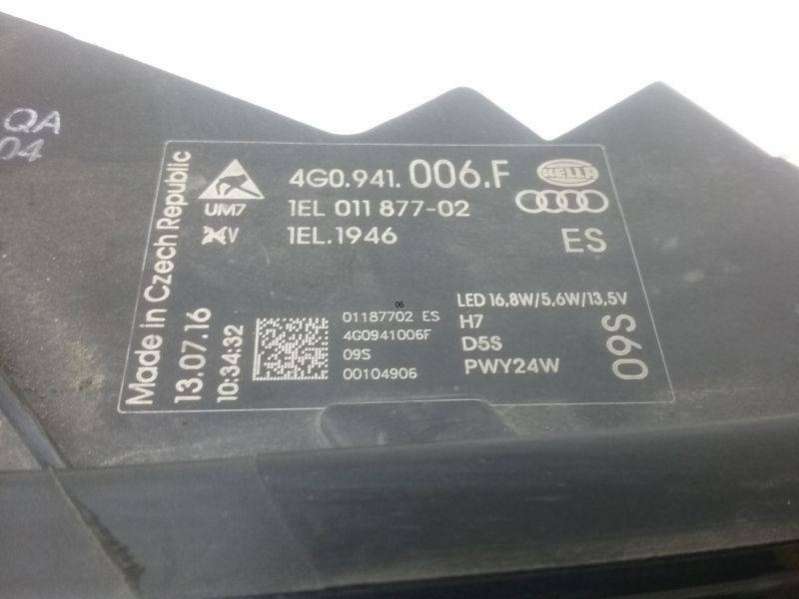 QA
04
Made in Czech Republic
13.07.16
10:34:32
UM7
24V
4G0.941.006.F
1EL 011 877-02
1EL.1946
HELLA
ES
06
01187702 ES
4G0941006F
09S
00104906
LED 16,8W/5,6W/13,5V
H7
D5S
PWY24W
09S